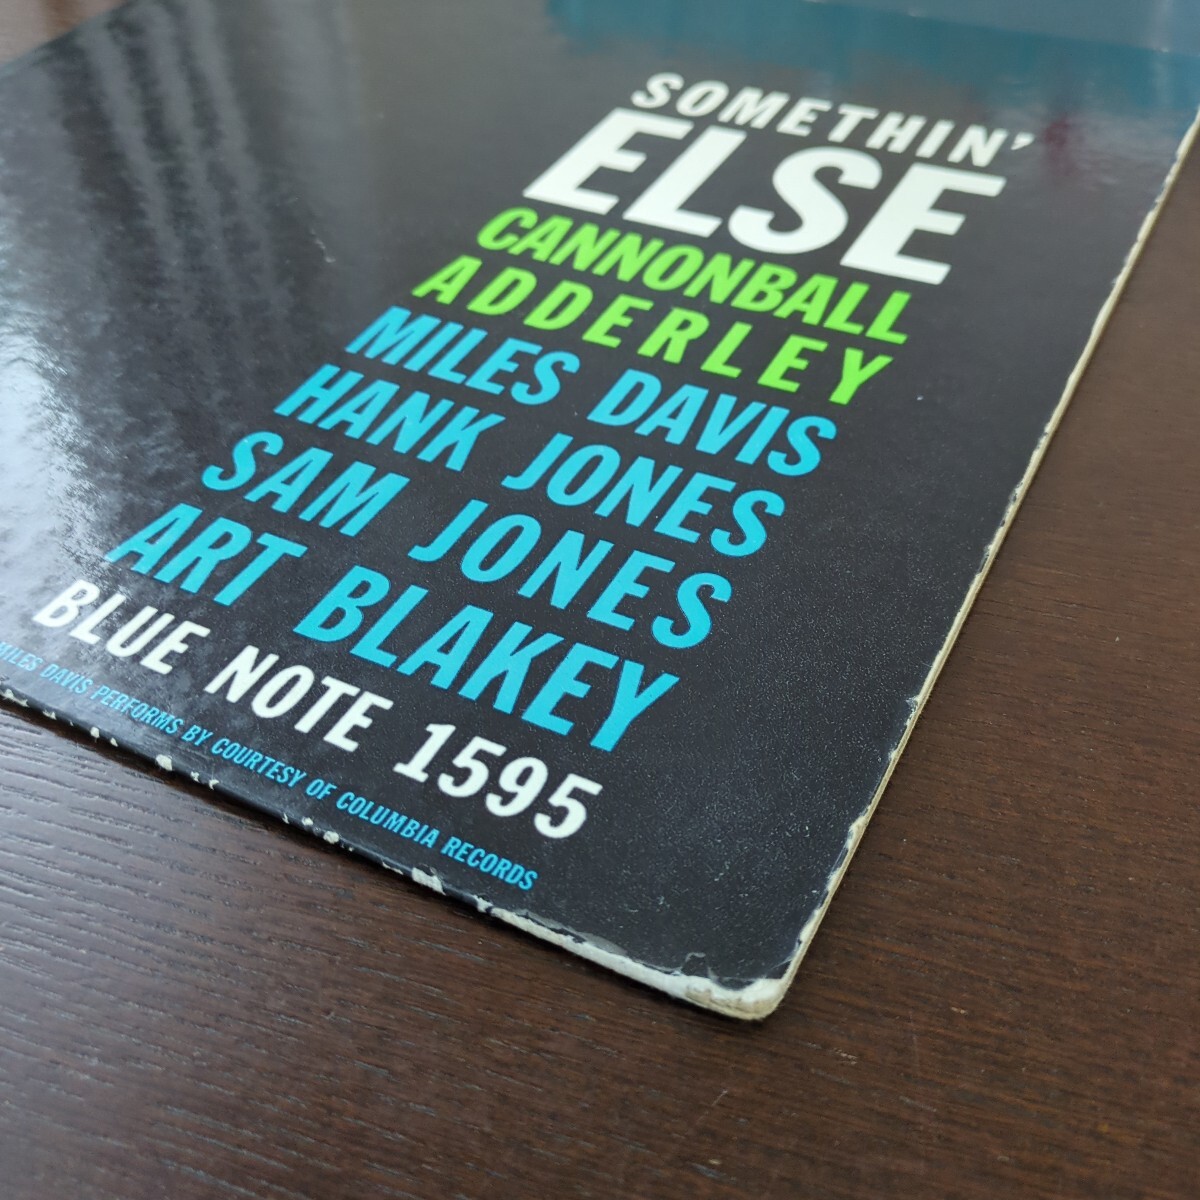 SOMETHIN'
ELSE
CANNONBALL
ADDERLEY
MILES DAVIS
HANK JONES
SAM JONES
ART BLAKEY
BLUE NOTE 1595
MILES DAVIS PERFORMS BY COURTESY OF COLUMBIA RECORDS